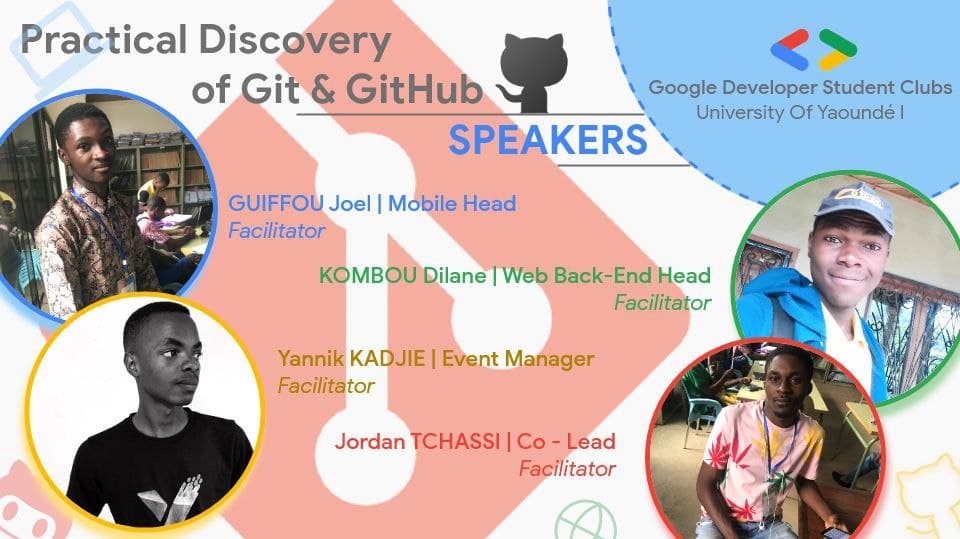 Practical Discovery
of Git & GitHub
SPEAKERS
Google Developer Student Clubs
University Of Yaoundé I
GUIFFOU Joel | Mobile Head
Facilitator
KOMBOU Dilane | Web Back-End Head
Facilitator
Yannik KADJIE | Event Manager
Facilitator
Jordan TCHASSI | Co - Lead
Facilitator